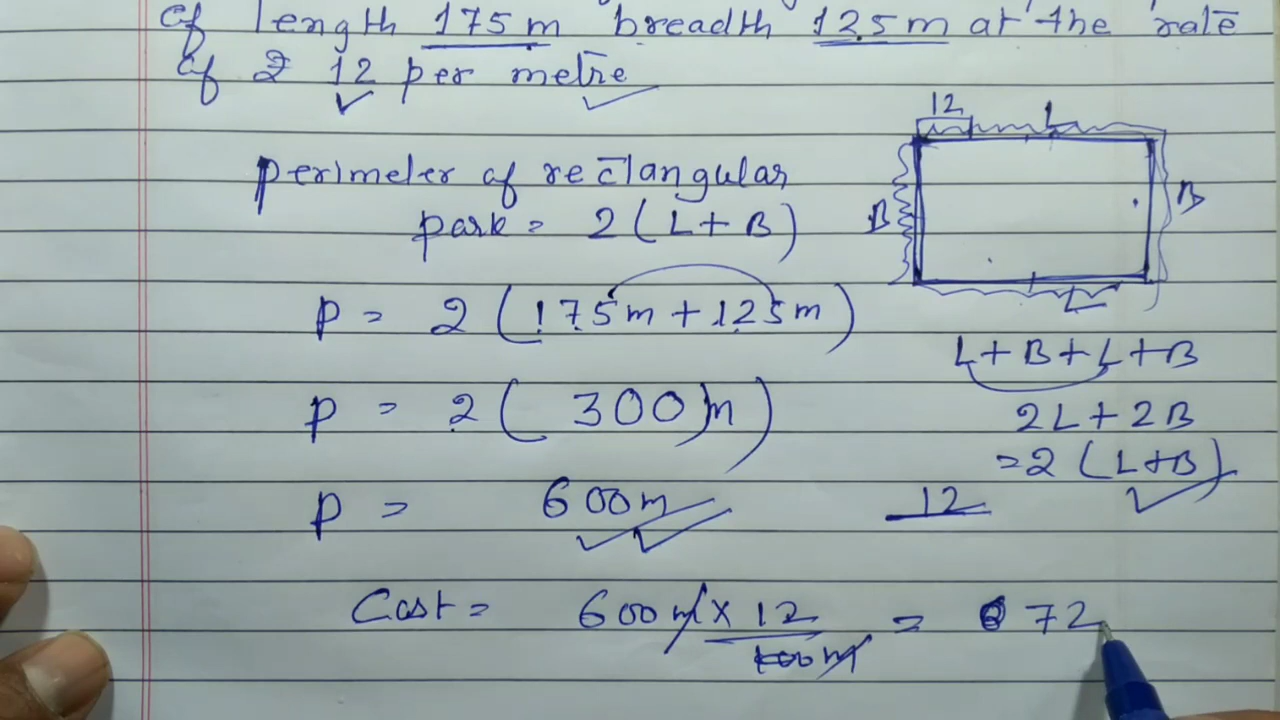 of length 175 m breadth 125 m at the rate
of ₹ 12 per metre
perimeter of rectangular
park = 2 ( L + B )
P = 2 ( 175 m + 125 m )
P = 2 ( 300 m )
P = 600 m
Cost = 600 m × 12 = 72
12
L
B
B
L
L + B + L + B
2L + 2B
= 2 ( L + B )
12